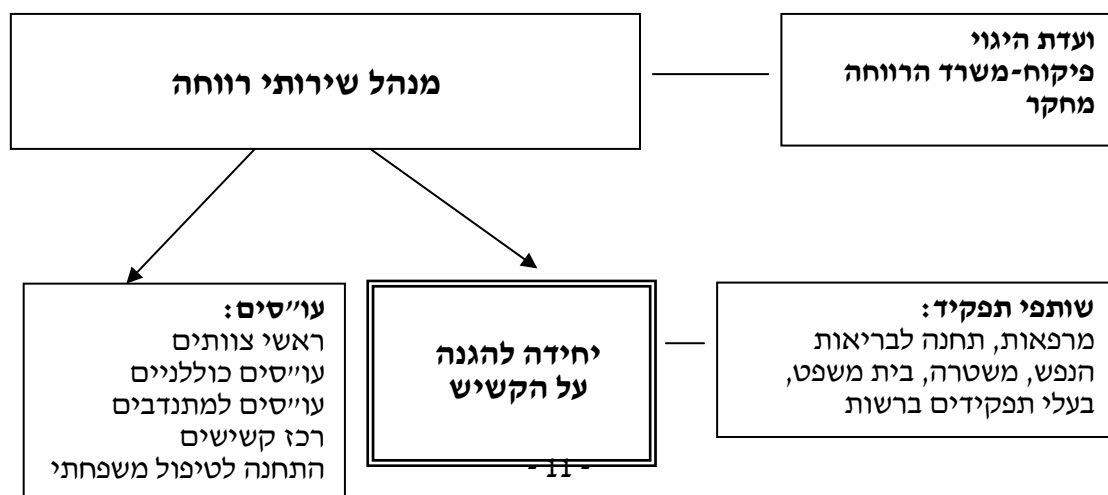 ועדת היגוי
פיקוח-משרד הרווחה
מחקר
מנהל שירותי רווחה
שותפי תפקיד:
מרפאות, תחנה לבריאות
הנפש, משטרה, בית משפט,
בעלי תפקידים ברשות
יחידה להגנה
על הקשיש
עו״סים:
ראשי צוותים
עו״סים כוללניים
עו״סים למתנדבים
רכז קשישים
התחנה לטיפול משפחתי
- 11 -